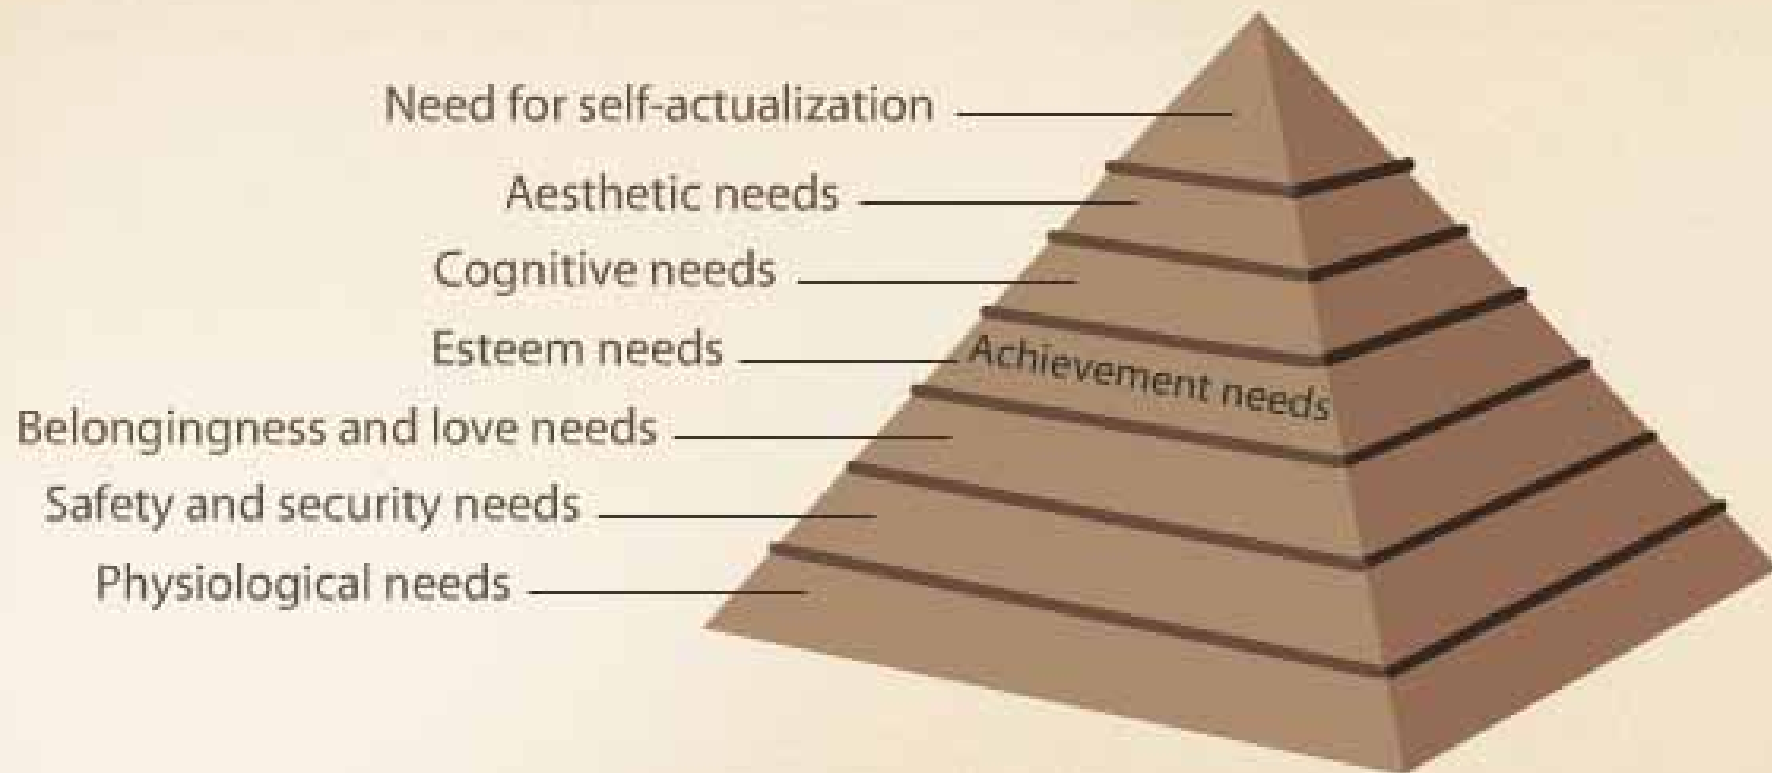 Need for self-actualization
Aesthetic needs
Cognitive needs
Esteem needs
Achievement needs
Belongingness and love needs
Safety and security needs
Physiological needs